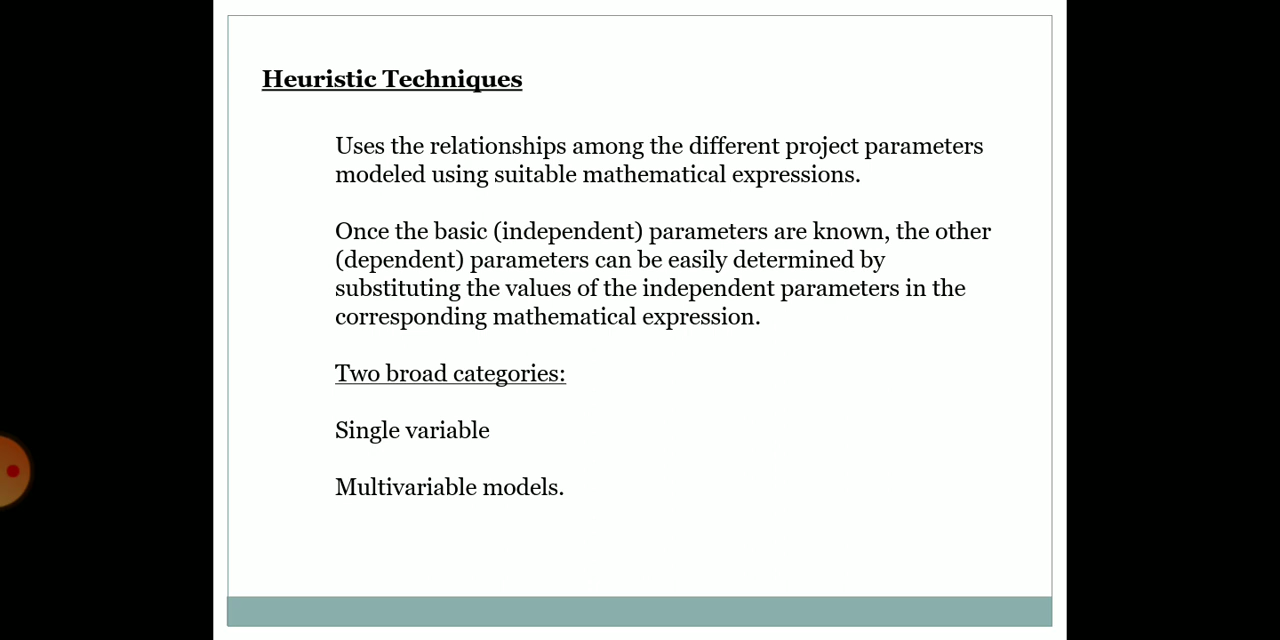 Heuristic Techniques
Uses the relationships among the different project parameters
modeled using suitable mathematical expressions.
Once the basic (independent) parameters are known, the other
(dependent) parameters can be easily determined by
substituting the values of the independent parameters in the
corresponding mathematical expression.
Two broad categories:
Single variable
Multivariable models.